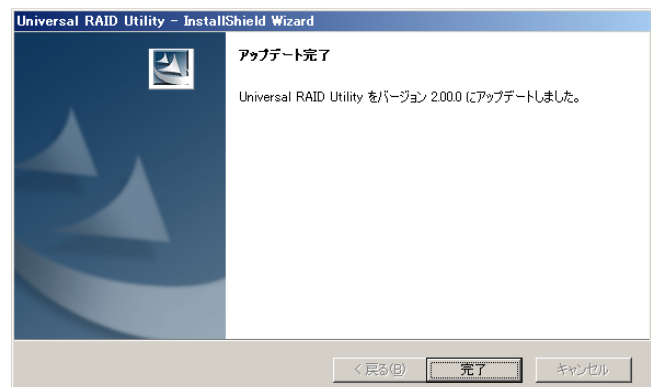 Universal RAID Utility - InstallShield Wizard
アップデート完了
Universal RAID Utility をバージョン 2.00.0 にアップデートしました。
< 戻る(B) 完了 キャンセル